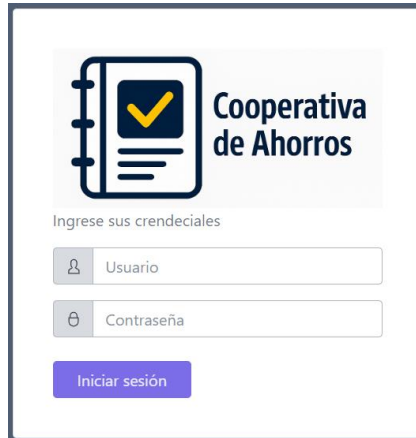 Cooperativa
de Ahorros
Ingrese sus crendeciales
Usuario
Contraseña
Iniciar sesión